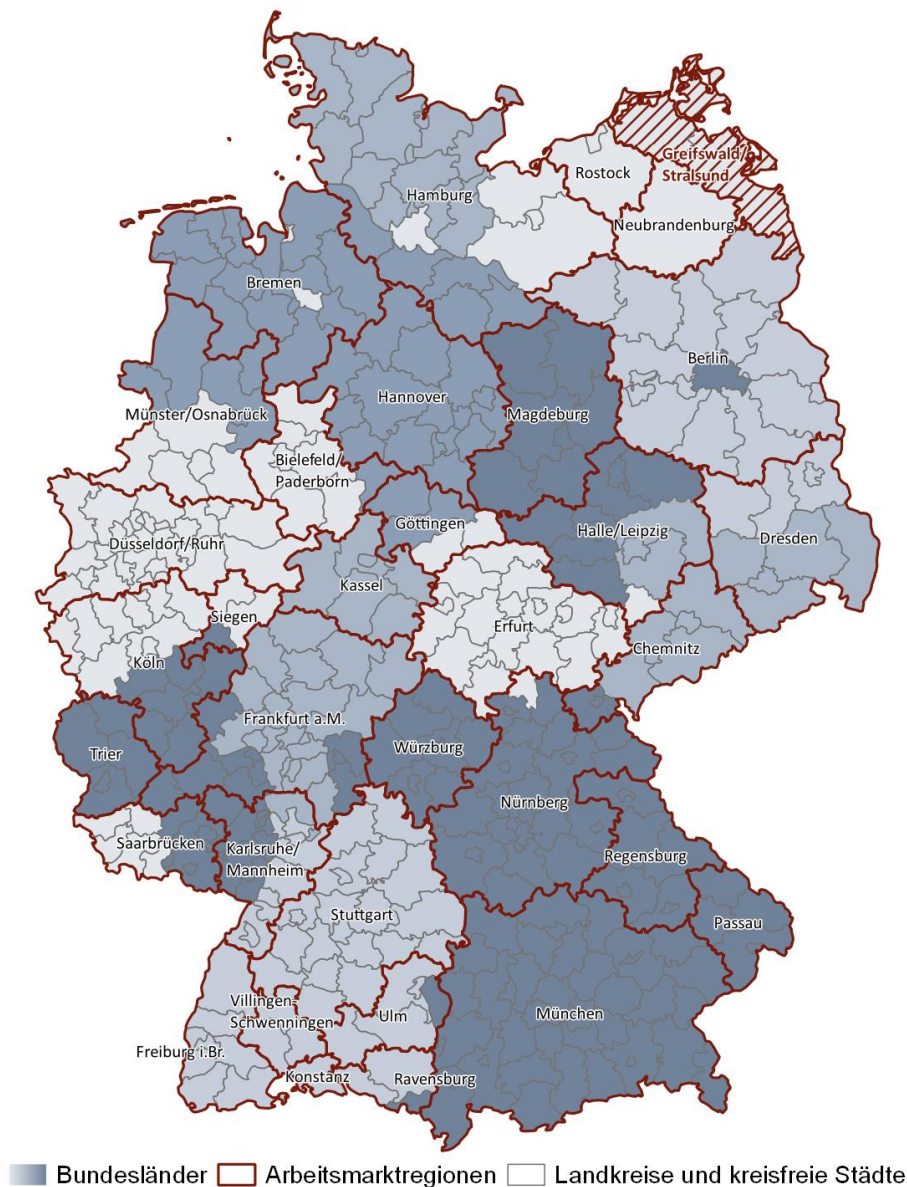 Greifswald/
Stralsund
Rostock
Hamburg
Neubrandenburg
Bremen
Berlin
Hannover
Münster/Osnabrück
Magdeburg
Bielefeld/
Paderborn
Göttingen
Halle/Leipzig
Düsseldorf/Ruhr
Dresden
Kassel
Siegen
Erfurt
Chemnitz
Köln
Frankfurt a.M.
Trier
Würzburg
Nürnberg
Saarbrücken
Karlsruhe/
Mannheim
Regensburg
Stuttgart
Passau
Villingen-
Schwenningen
Ulm
München
Freiburg i.Br.
Konstanz
Ravensburg
Bundesländer Arbeitsmarktregionen Landkreise und kreisfreie Städte